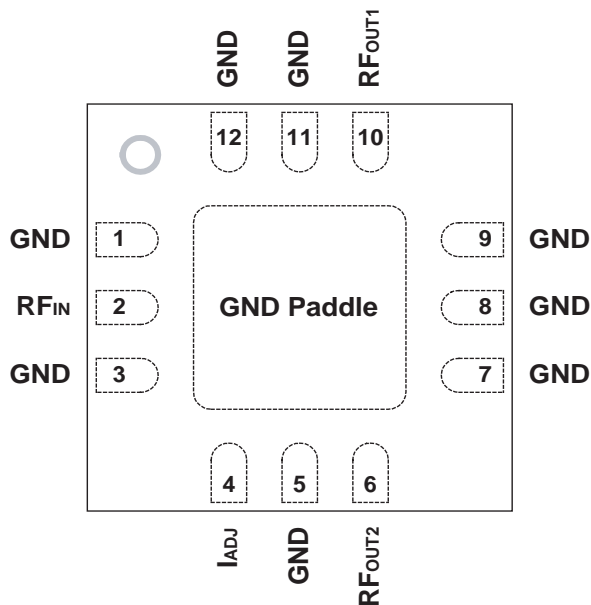 GND
GND
RFOUT1
12
11
10
GND
1
9
GND
RFIN
2
GND Paddle
8
GND
GND
3
7
GND
4
5
6
IADJ
GND
RFOUT2